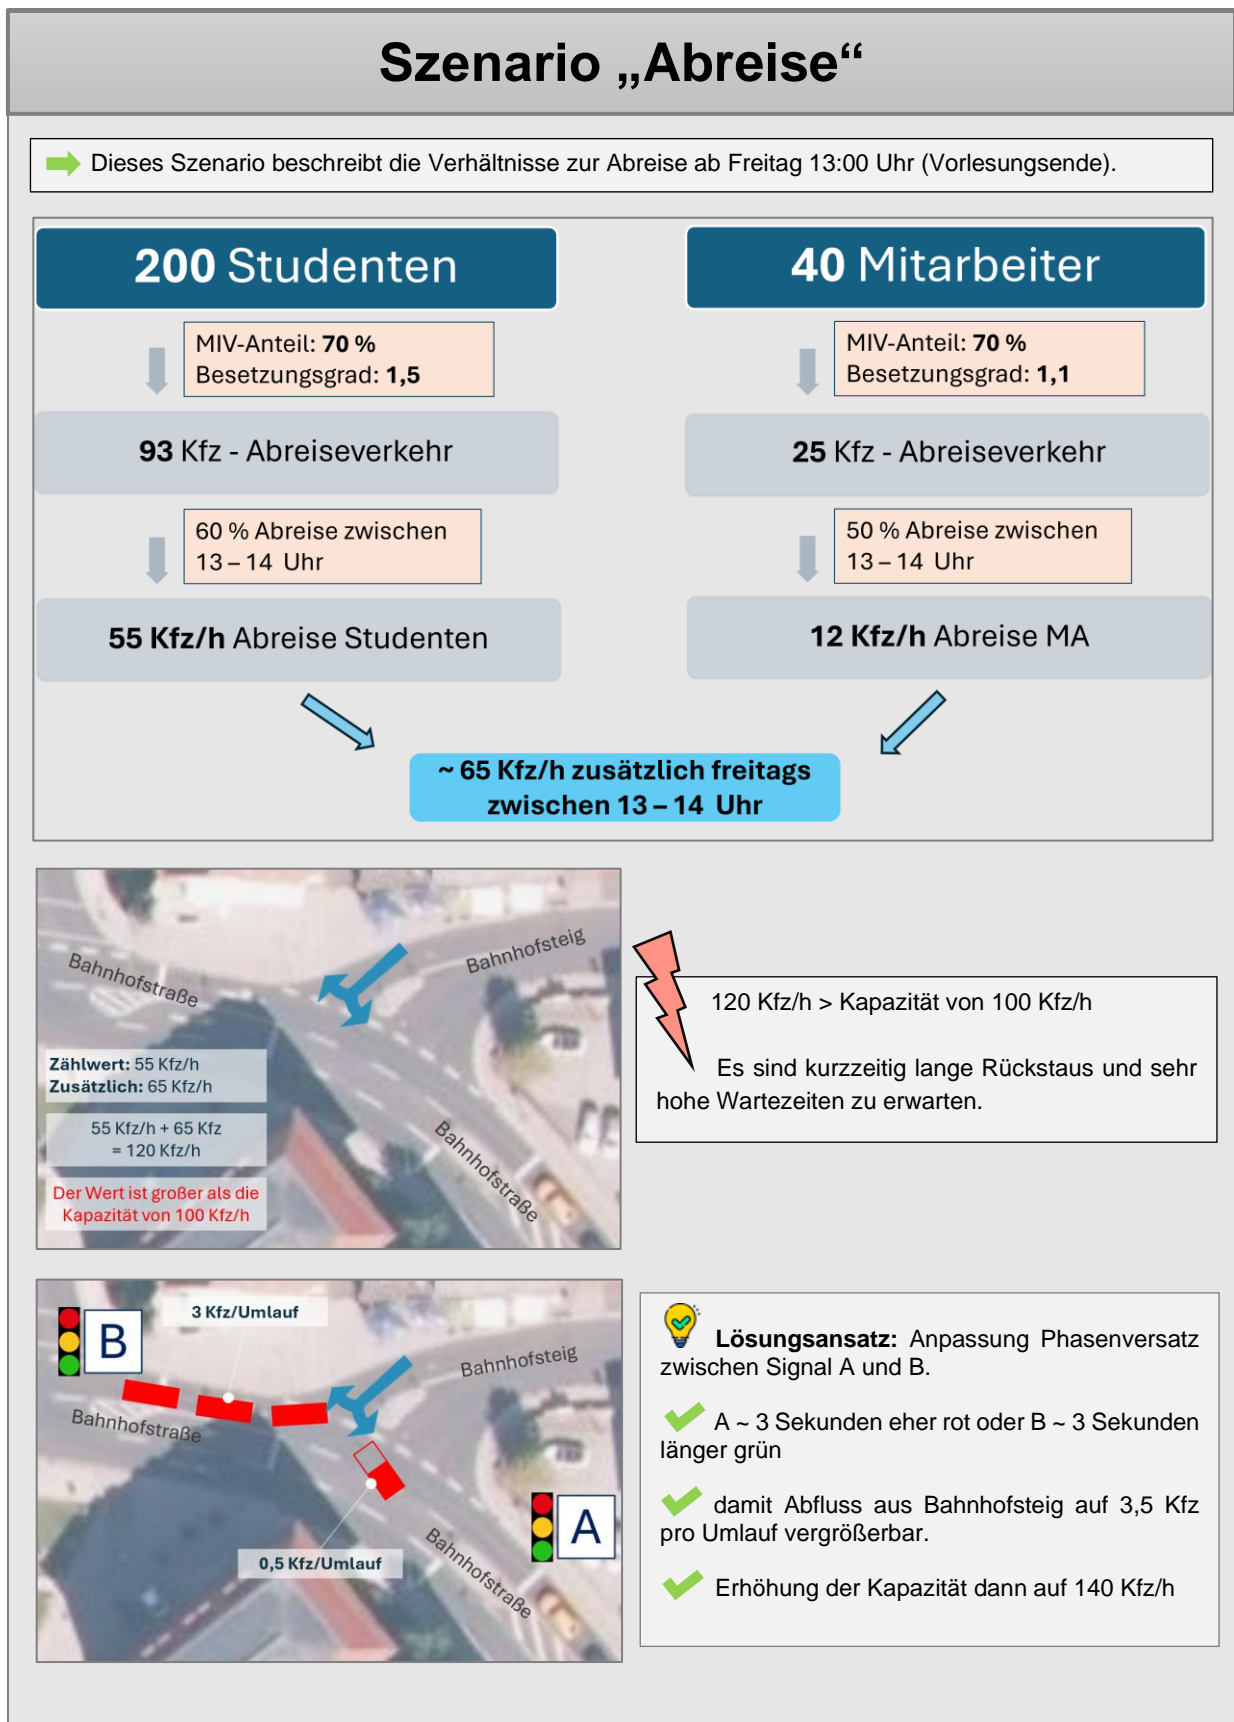 Szenario „Abreise“
Dieses Szenario beschreibt die Verhältnisse zur Abreise ab Freitag 13:00 Uhr (Vorlesungsende).
200 Studenten
MIV-Anteil: 70 %
Besetzungsgrad: 1,5
93 Kfz - Abreiseverkehr
60 % Abreise zwischen
13 – 14 Uhr
55 Kfz/h Abreise Studenten
40 Mitarbeiter
MIV-Anteil: 70 %
Besetzungsgrad: 1,1
25 Kfz - Abreiseverkehr
50 % Abreise zwischen
13 – 14 Uhr
12 Kfz/h Abreise MA
~ 65 Kfz/h zusätzlich freitags
zwischen 13 – 14 Uhr
Bahnhofstraße
Bahnhofsteig
Zählwert: 55 Kfz/h
Zusätzlich: 65 Kfz/h
55 Kfz/h + 65 Kfz
= 120 Kfz/h
Der Wert ist großer als die
Kapazität von 100 Kfz/h
Bahnhofstraße
120 Kfz/h > Kapazität von 100 Kfz/h
Es sind kurzzeitig lange Rückstaus und sehr
hohe Wartezeiten zu erwarten.
B
3 Kfz/Umlauf
Bahnhofsteig
Bahnhofstraße
A
0,5 Kfz/Umlauf
Bahnhofstraße
Lösungsansatz: Anpassung Phasenversatz
zwischen Signal A und B.
A ~ 3 Sekunden eher rot oder B ~ 3 Sekunden
länger grün
damit Abfluss aus Bahnhofsteig auf 3,5 Kfz
pro Umlauf vergrößerbar.
Erhöhung der Kapazität dann auf 140 Kfz/h